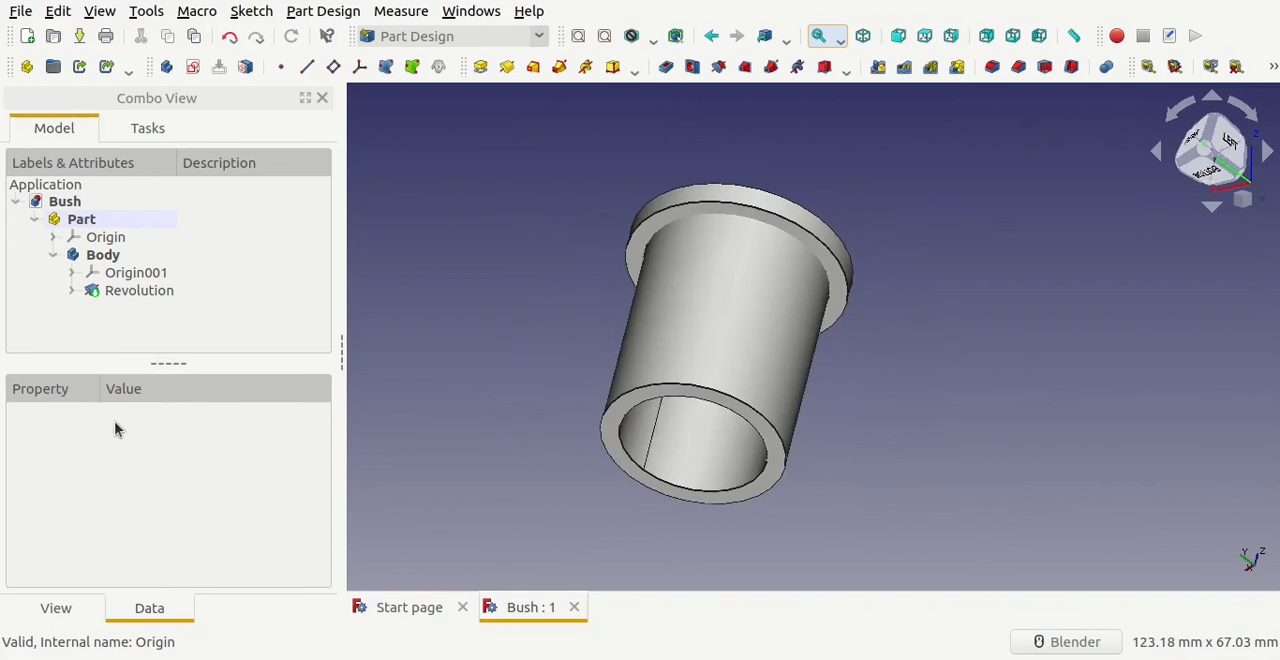 File Edit View Tools Macro Sketch Part Design Measure Windows Help
Part Design
Combo View
Model Tasks
Labels & Attributes Description
Application
Bush
Part
Origin
Body
Origin001
Revolution
Property Value
View Data
Start page Bush : 1
Valid, Internal name: Origin
Blender 123.18 mm x 67.03 mm
LEFT
BOTTOM
Z
Y Z
X